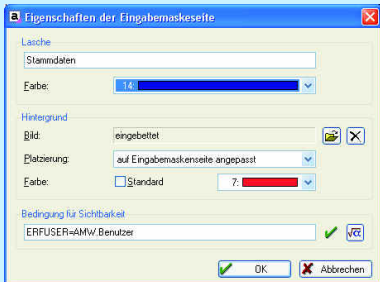 a Eigenschaften der Eingabemaskeseite
Lasche
Stammdaten
Farbe: 14:
Hintergrund
Bild: eingebettet
Platzierung: auf Eingabemaskenseite angepasst
Farbe: Standard 7:
Bedingung für Sichtbarkeit
ERFUSER=AMW.Benutzer
√α
OK Abbrechen